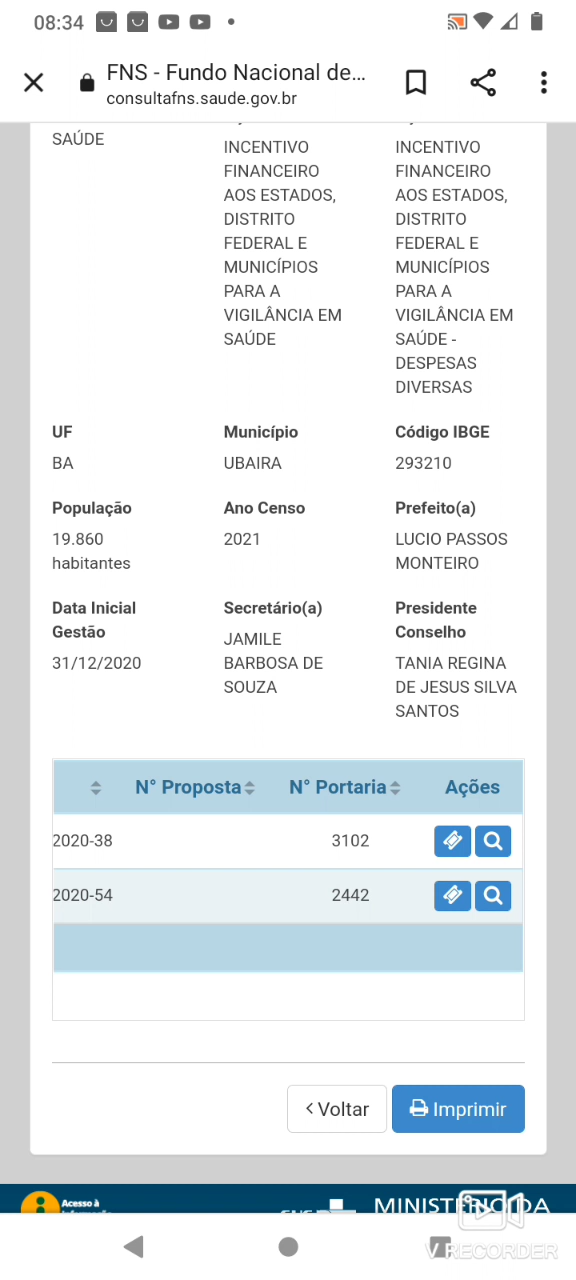 08:34
FNS - Fundo Nacional de...
consultafns.saude.gov.br
SAÚDE
INCENTIVO
FINANCEIRO
AOS ESTADOS,
DISTRITO
FEDERAL E
MUNICÍPIOS
PARA A
VIGILÂNCIA EM
SAÚDE
INCENTIVO
FINANCEIRO
AOS ESTADOS,
DISTRITO
FEDERAL E
MUNICÍPIOS
PARA A
VIGILÂNCIA EM
SAÚDE -
DESPESAS
DIVERSAS
UF
BA
Município
UBAIRA
Código IBGE
293210
População
19.860
habitantes
Ano Censo
2021
Prefeito(a)
LUCIO PASSOS
MONTEIRO
Data Inicial
Gestão
31/12/2020
Secretário(a)
JAMILE
BARBOSA DE
SOUZA
Presidente
Conselho
TANIA REGINA
DE JESUS SILVA
SANTOS
N° Proposta N° Portaria Ações
2020-38 3102
2020-54 2442
Voltar
Imprimir
Acesso à
MINISTÉRIO DA
V RECORDER